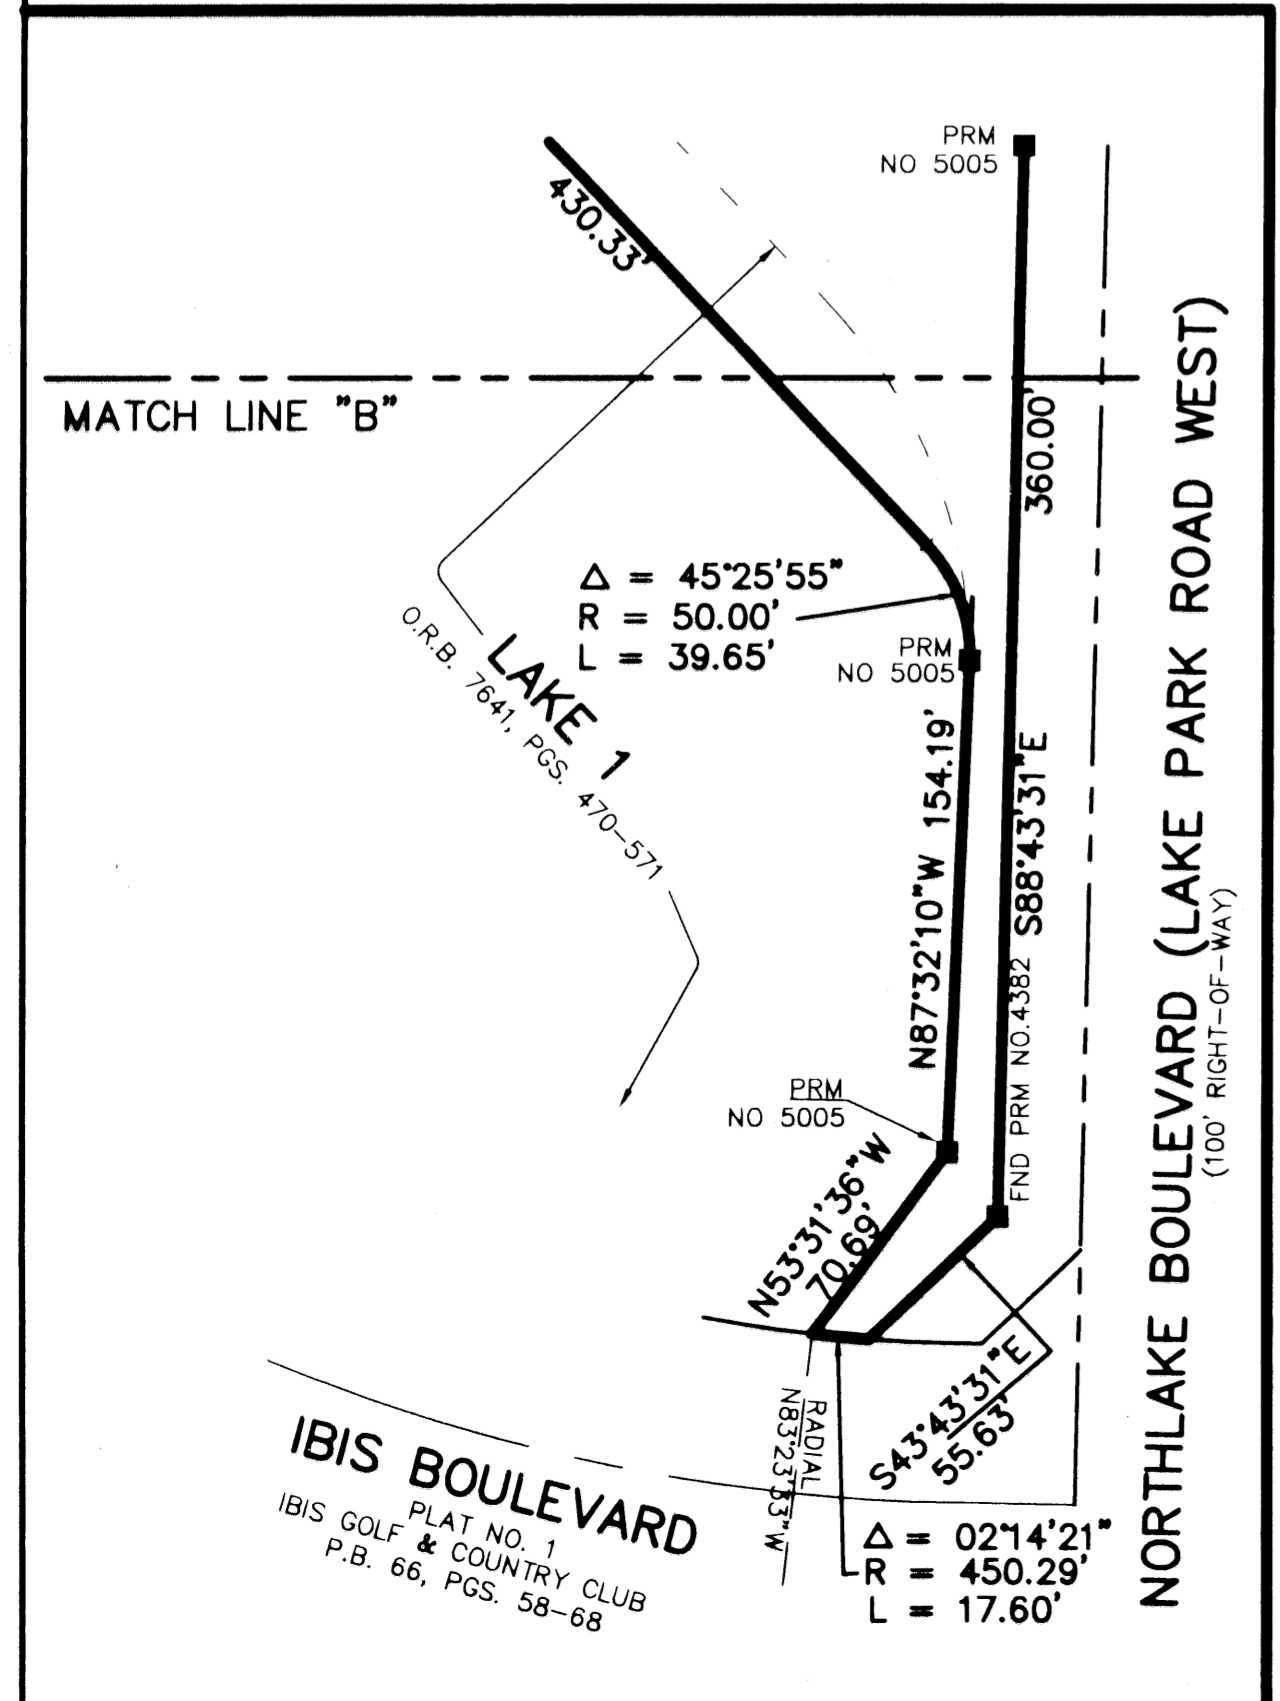 PRM
NO 5005
430.33'
MATCH LINE "B"
360.00'
Δ = 45°25'55"
R = 50.00'
L = 39.65'
PRM
NO 5005
LAKE 1
O.R.B. 7641, PGS. 470-571
N87°32'10"W 154.19'
S88°43'31"E
FND PRM NO.4382
NORTHLAKE BOULEVARD (LAKE PARK ROAD WEST)
(100' RIGHT-OF-WAY)
PRM
NO 5005
N53°31'36"W
70.69'
S43°43'31"E
55.63'
RADIAL
N83°23'33"W
IBIS BOULEVARD
PLAT NO. 1
IBIS GOLF & COUNTRY CLUB
P.B. 66, PGS. 58-68
Δ = 02°14'21"
R = 450.29'
L = 17.60'